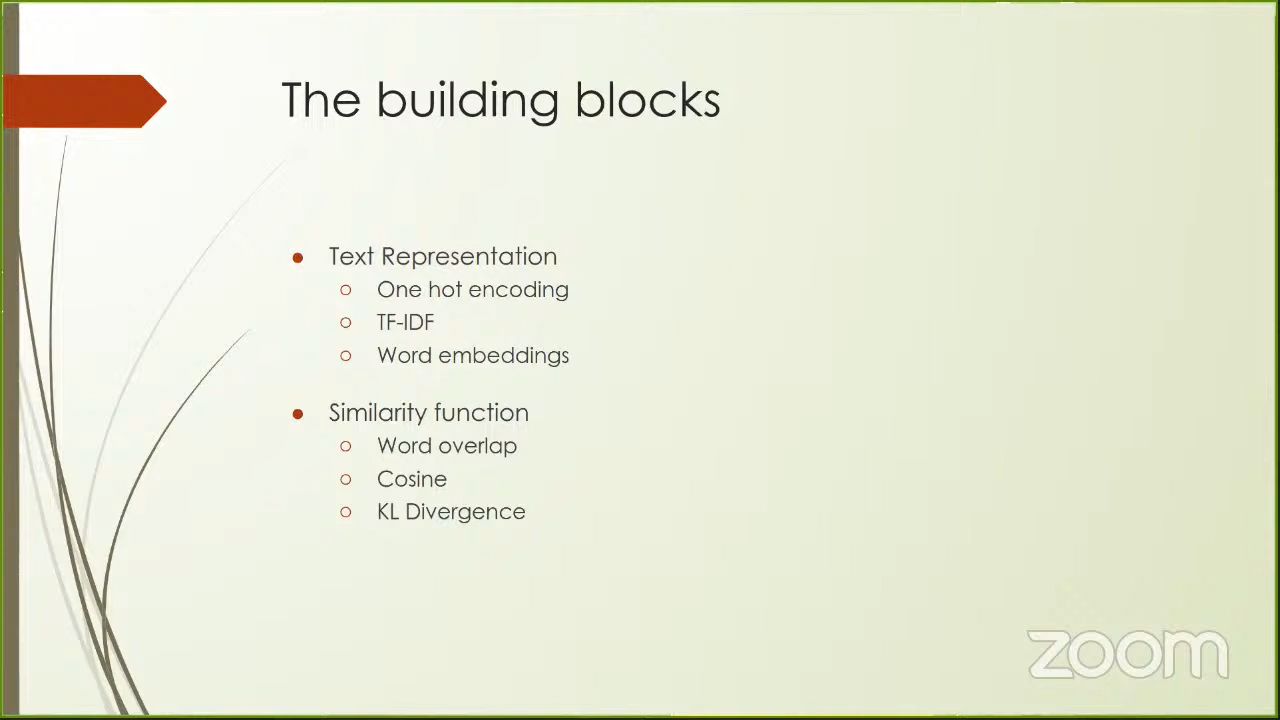 The building blocks
Text Representation
One hot encoding
TF-IDF
Word embeddings
Similarity function
Word overlap
Cosine
KL Divergence
zoom